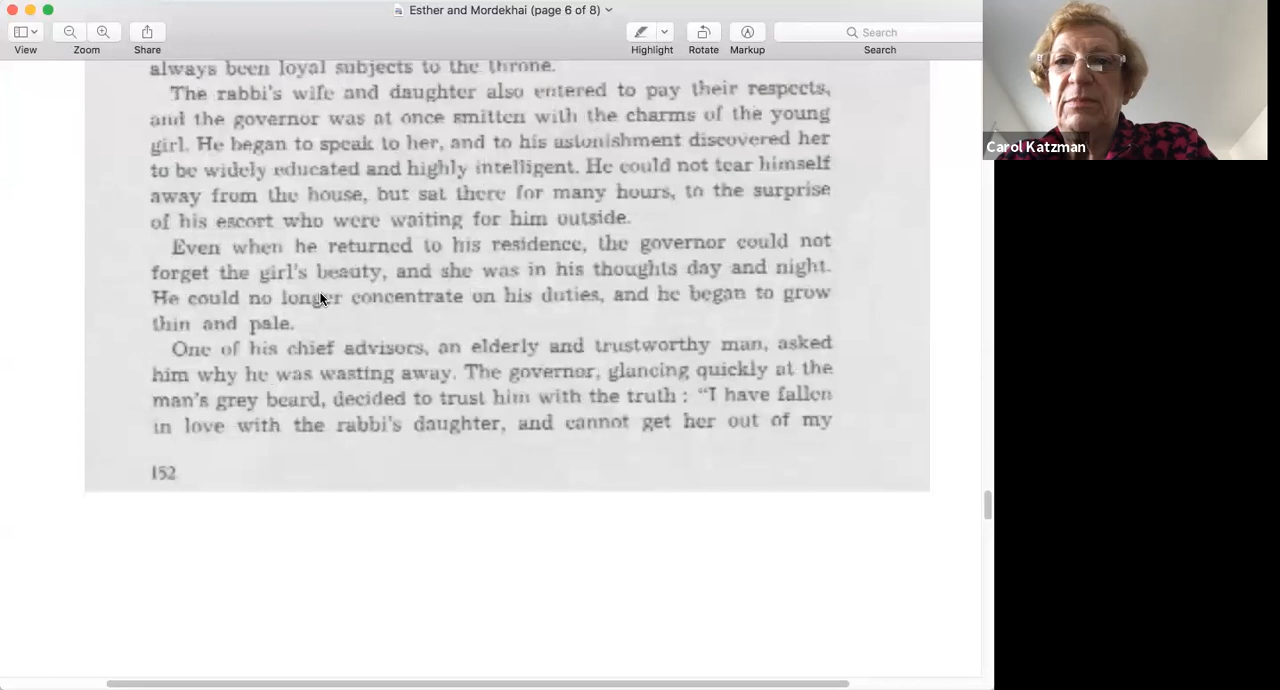 Esther and Mordekhai (page 6 of 8)
View
Zoom
Share
Highlight
Rotate
Markup
Search
Search
always been loyal subjects to the throne.
The rabbi's wife and daughter also entered to pay their respects,
and the governor was at once smitten with the charms of the young
girl. He began to speak to her, and to his astonishment discovered her
to be widely educated and highly intelligent. He could not tear himself
away from the house, but sat there for many hours, to the surprise
of his escort who were waiting for him outside.
Even when he returned to his residence, the governor could not
forget the girl's beauty, and she was in his thoughts day and night.
He could no longer concentrate on his duties, and he began to grow
thin and pale.
One of his chief advisors, an elderly and trustworthy man, asked
him why he was wasting away. The governor, glancing quickly at the
man's grey beard, decided to trust him with the truth : "I have fallen
in love with the rabbi's daughter, and cannot get her out of my
152
Carol Katzman